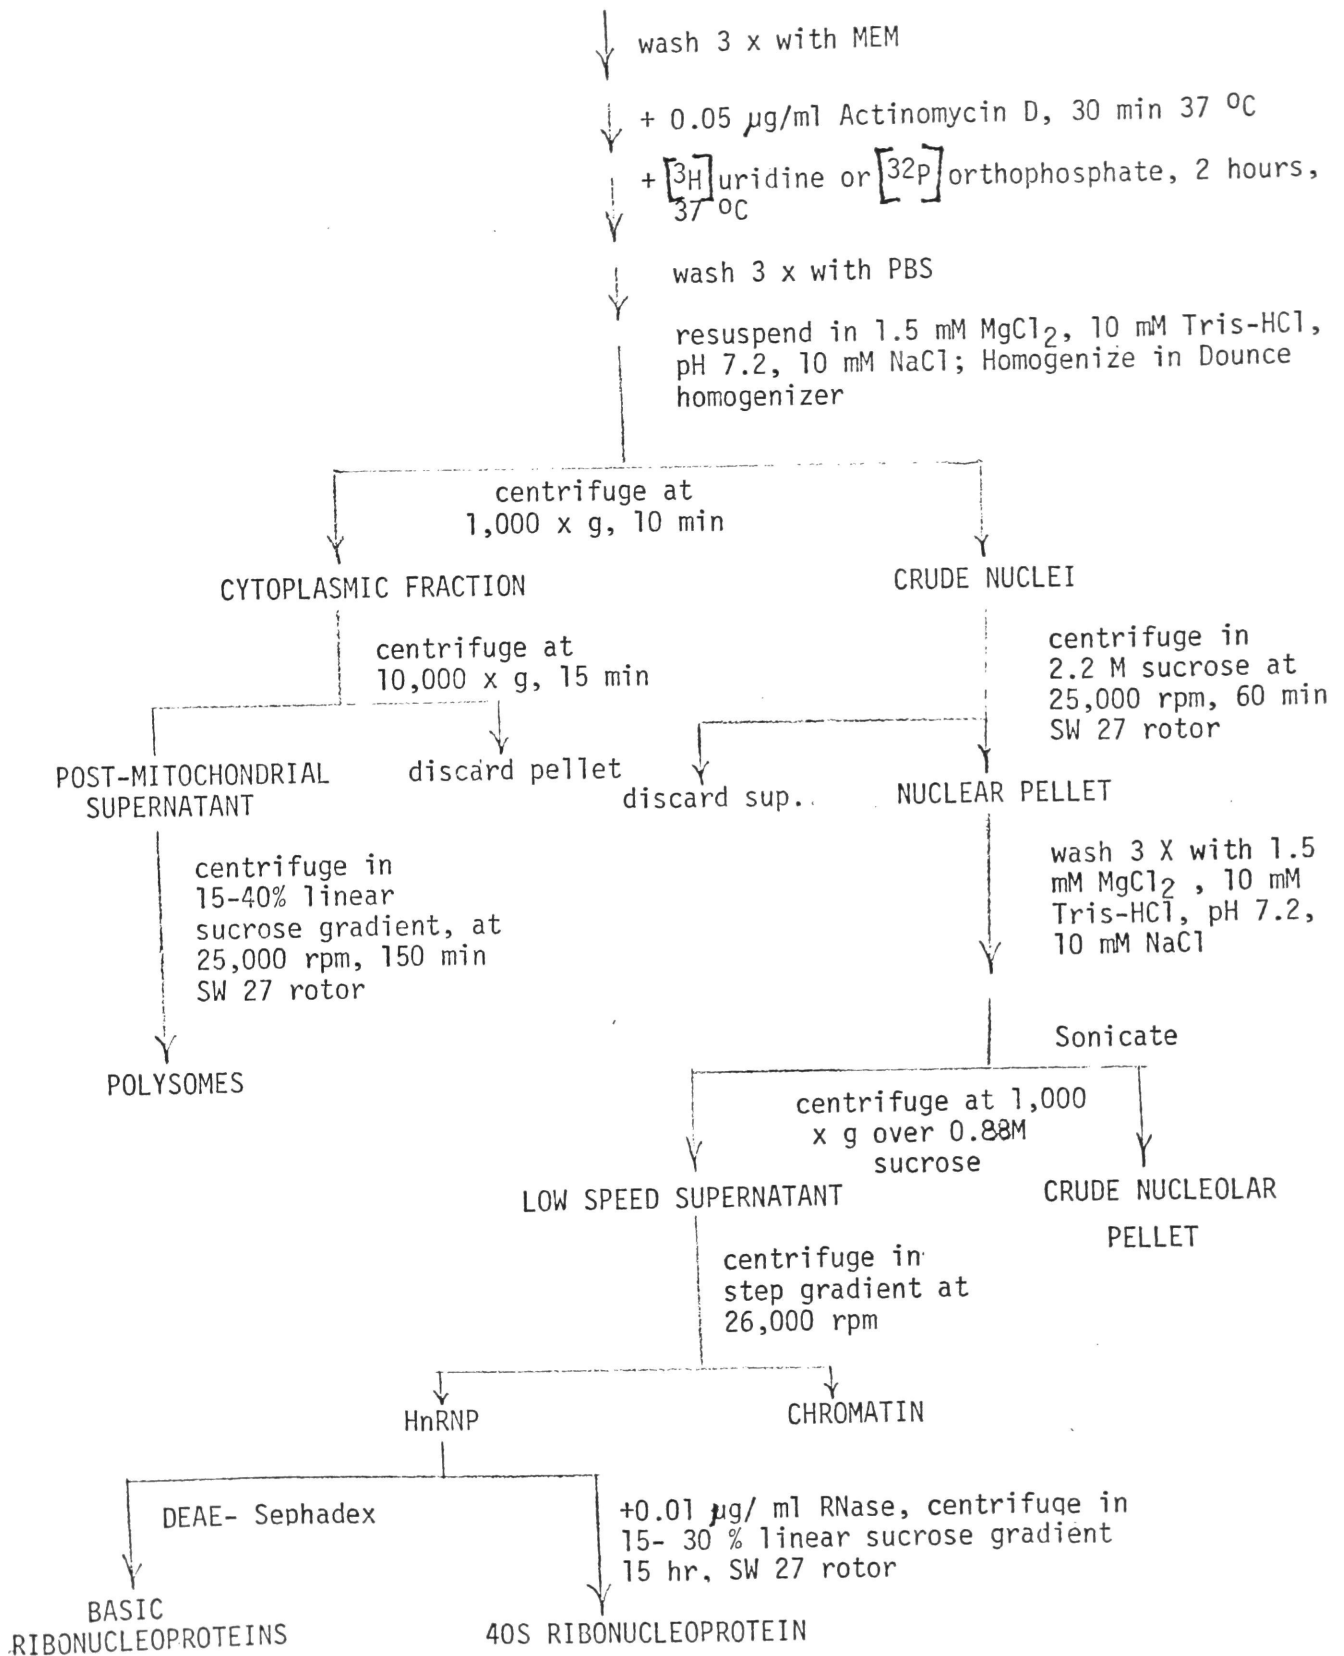 wash 3 x with MEM
+ 0.05 µg/ml Actinomycin D, 30 min 37 ºC
+ [³H]uridine or [³²P]orthophosphate, 2 hours,
37 ºC
wash 3 x with PBS
resuspend in 1.5 mM MgCl₂, 10 mM Tris-HCl,
pH 7.2, 10 mM NaCl; Homogenize in Dounce
homogenizer
centrifuge at
1,000 x g, 10 min
CYTOPLASMIC FRACTION
CRUDE NUCLEI
centrifuge at
10,000 x g, 15 min
centrifuge in
2.2 M sucrose at
25,000 rpm, 60 min
SW 27 rotor
POST-MITOCHONDRIAL
SUPERNATANT
discard pellet
discard sup..
NUCLEAR PELLET
centrifuge in
15-40% linear
sucrose gradient, at
25,000 rpm, 150 min
SW 27 rotor
wash 3 X with 1.5
mM MgCl₂ , 10 mM
Tris-HCl, pH 7.2,
10 mM NaCl
POLYSOMES
Sonicate
centrifuge at 1,000
x g over 0.88M
sucrose
LOW SPEED SUPERNATANT
CRUDE NUCLEOLAR
PELLET
centrifuge in
step gradient at
26,000 rpm
HnRNP
CHROMATIN
DEAE- Sephadex
+0.01 µg/ ml RNase, centrifuge in
15- 30 % linear sucrose gradient
15 hr. SW 27 rotor
BASIC
RIBONUCLEOPROTEINS
40S RIBONUCLEOPROTEIN